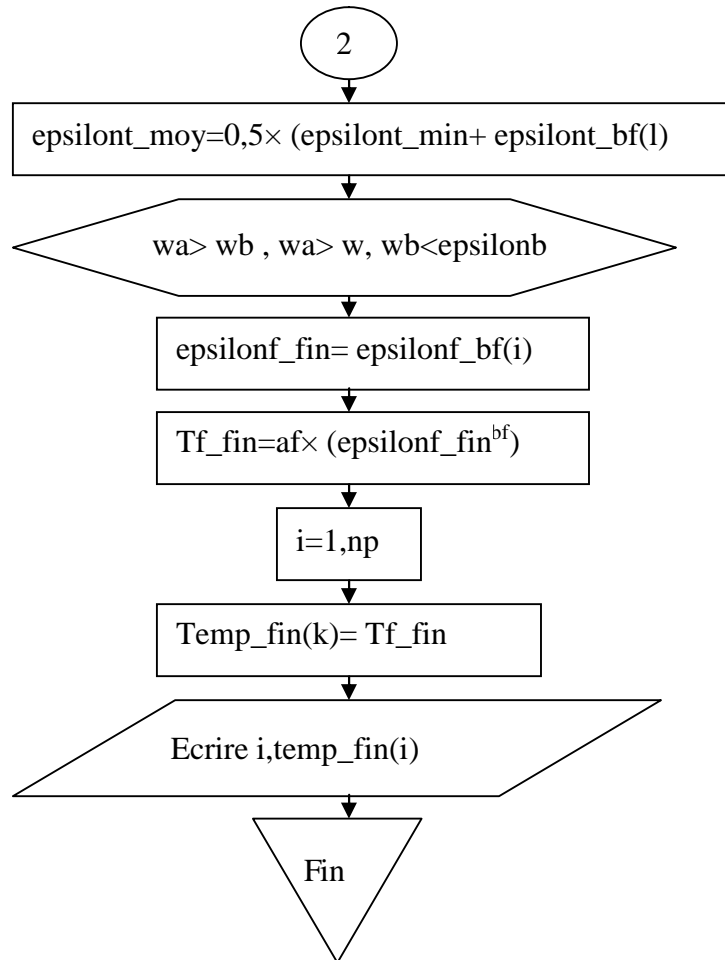 2
epsilont_moy=0,5× (epsilont_min+ epsilont_bf(l)
wa> wb , wa> w, wb<epsilonb
epsilonf_fin= epsilonf_bf(i)
Tf_fin=af× (epsilonf_fin^bf)
i=1,np
Temp_fin(k)= Tf_fin
Ecrire i,temp_fin(i)
Fin